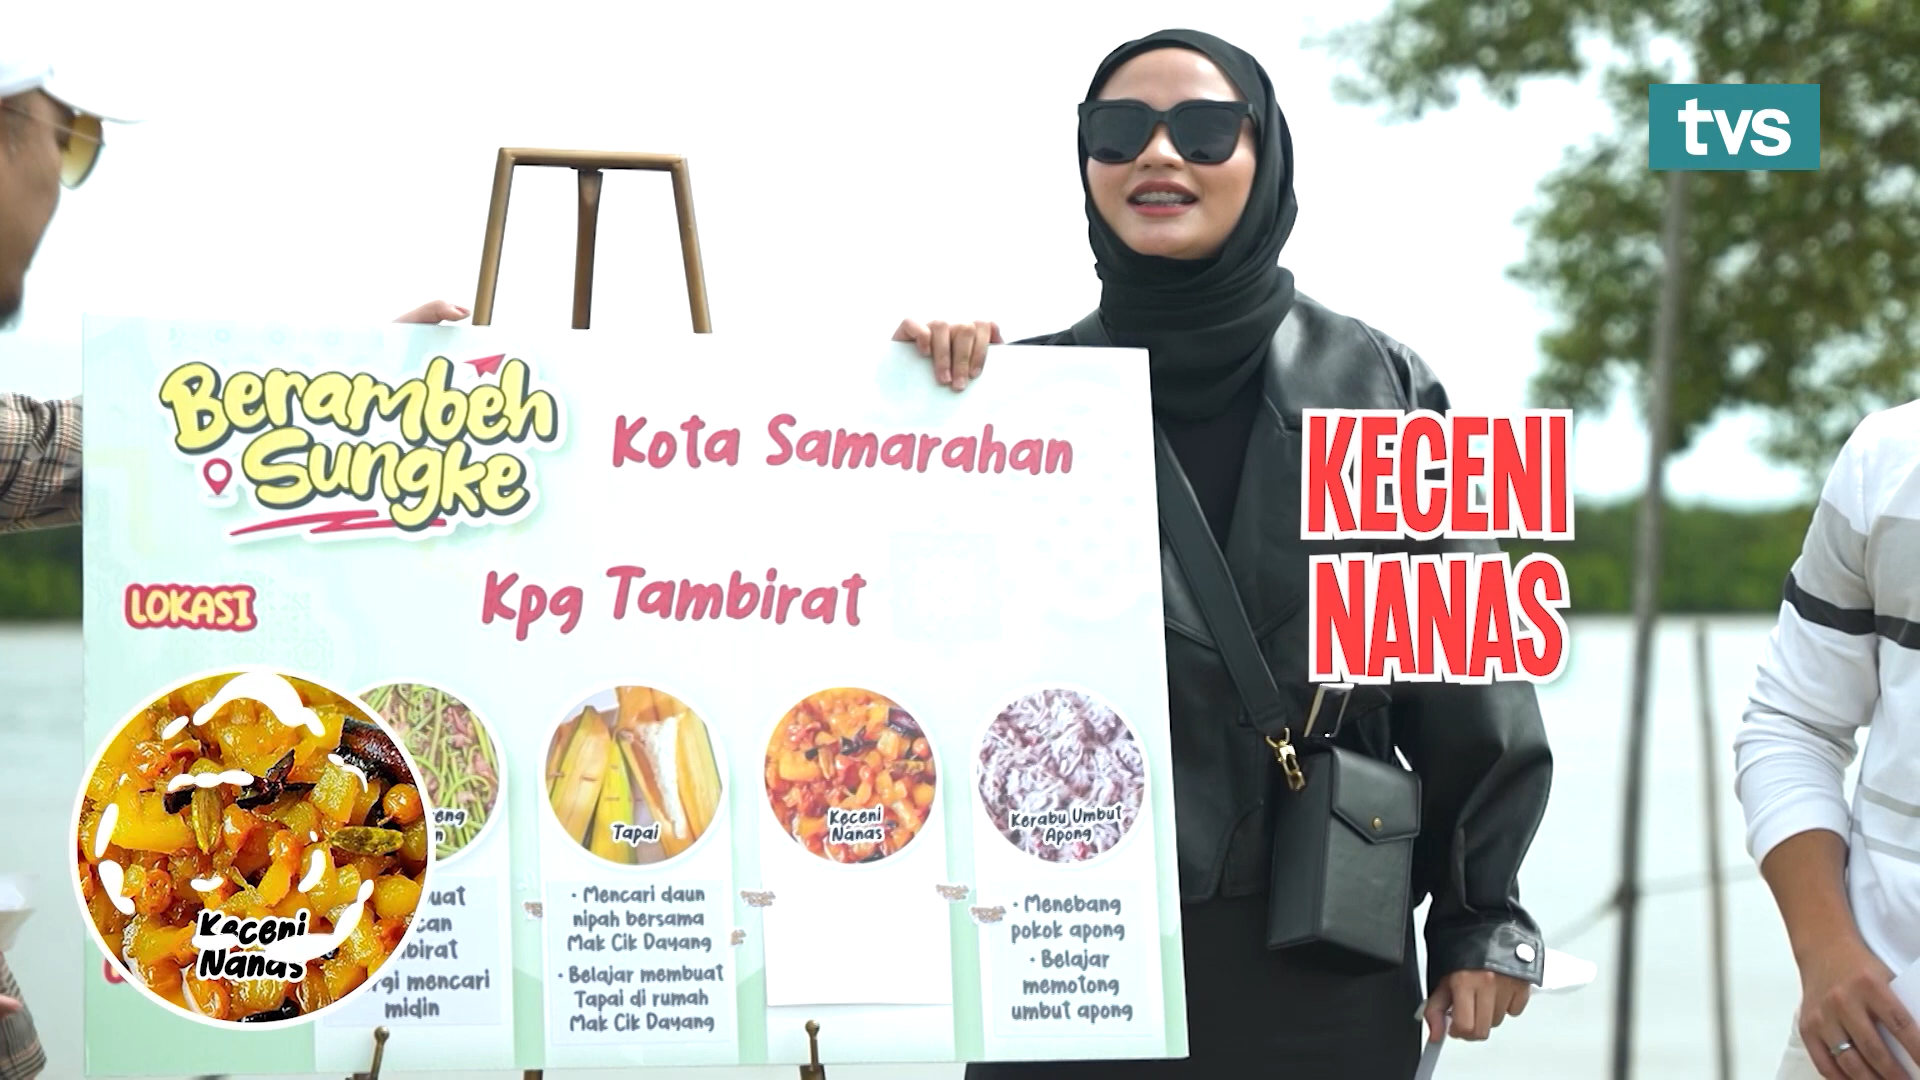 tvs
Berambeh
Sungke
Kota Samarahan
LOKASI
Kpg Tambirat
KECENI
NANAS
Keceni
Nanas
Tapai
Keceni
Nanas
Kerabu Umbut
Apong
mencari
midin
• Mencari daun
nipah bersama
Mak Cik Dayang
• Belajar membuat
Tapai di rumah
Mak Cik Dayang
• Menebang
pokok apong
• Belajar
memotong
umbut apong